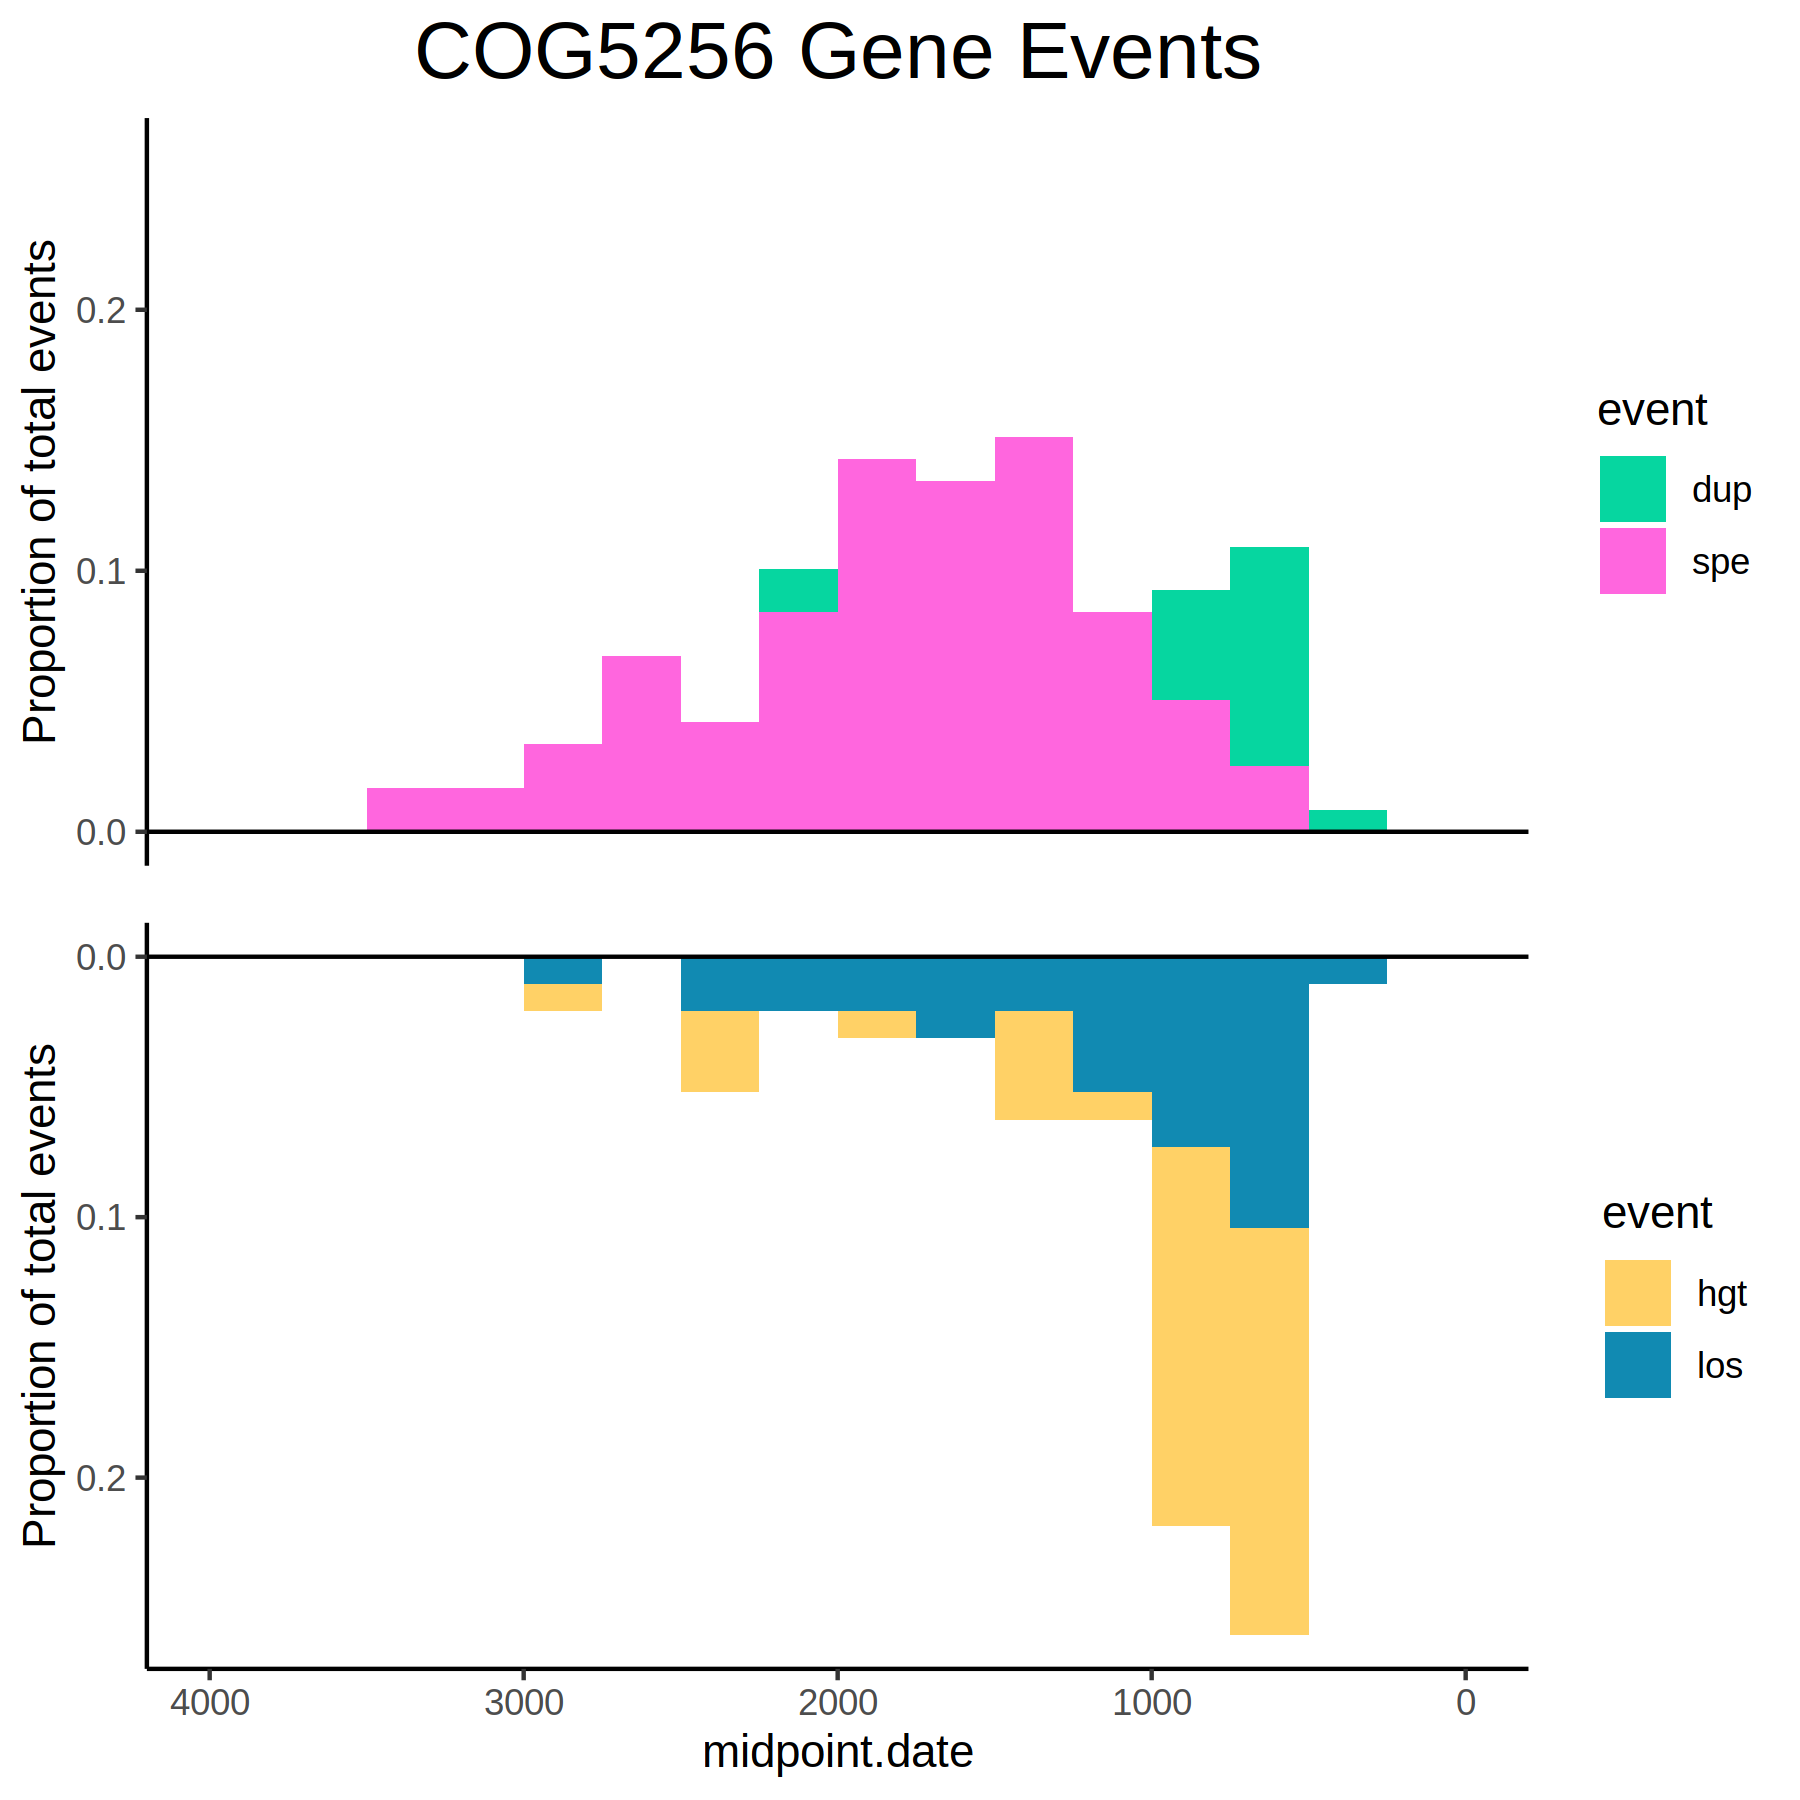 COG5256 Gene Events
Proportion of total events
0.2
0.1
0.0
event
dup
spe
Proportion of total events
0.0
0.1
0.2
event
hgt
los
4000 3000 2000 1000 0
midpoint.date